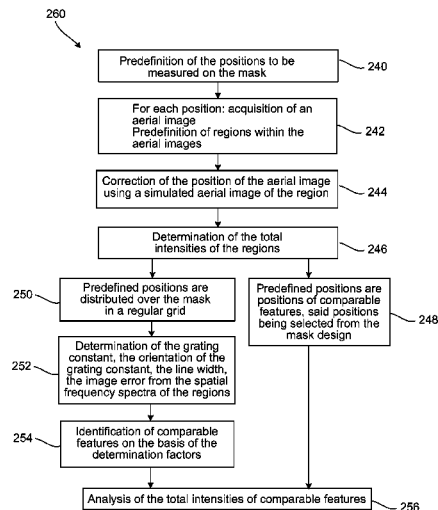 260
Predefinition of the positions to be
measured on the mask
240
For each position: acquisition of an
aerial image
Predefinition of regions within the
aerial images
242
Correction of the position of the aerial image
using a simulated aerial image of the region
244
Determination of the total
intensities of the regions
246
250
Predefined positions are
distributed over the mask
in a regular grid
Predefined positions are
positions of comparable
features, said positions
being selected from the
mask design
248
252
Determination of the grating
constant, the orientation of the
grating constant, the line width,
the image error from the spatial
frequency spectra of the regions
254
Identification of comparable
features on the basis of the
determination factors
Analysis of the total intensities of comparable features
256